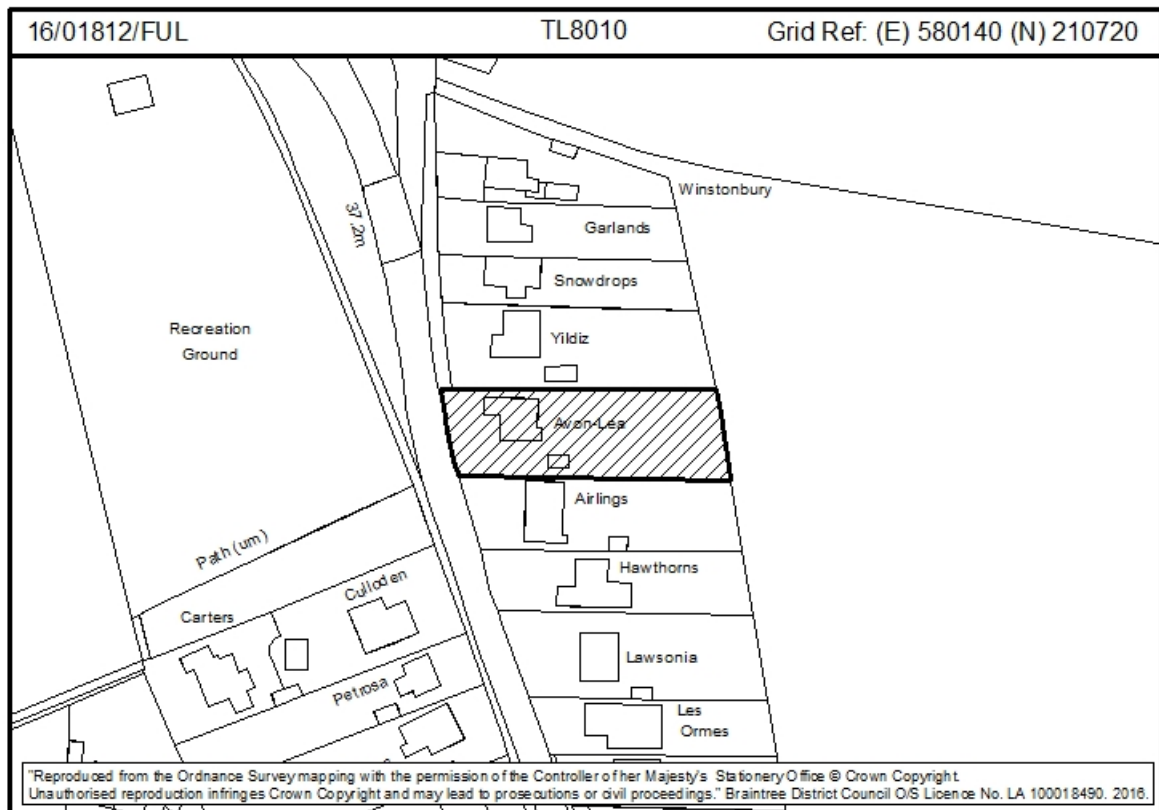 16/01812/FUL TL8010 Grid Ref: (E) 580140 (N) 210720
Winstonbury
37.2m
Garlands
Snowdrops
Recreation
Ground
Yildiz
Avon-Lea
Airlings
Path (um)
Hawthorns
Culloden
Carters
Lawsonia
Petrosa
Les
Ormes
"Reproduced from the Ordnance Survey mapping with the permission of the Controller of her Majesty's Stationery Office © Crown Copyright.
Unauthorised reproduction infringes Crown Copyright and may lead to prosecutions or civil proceedings." Braintree District Council O/S Licence No. LA 100018490. 2016.